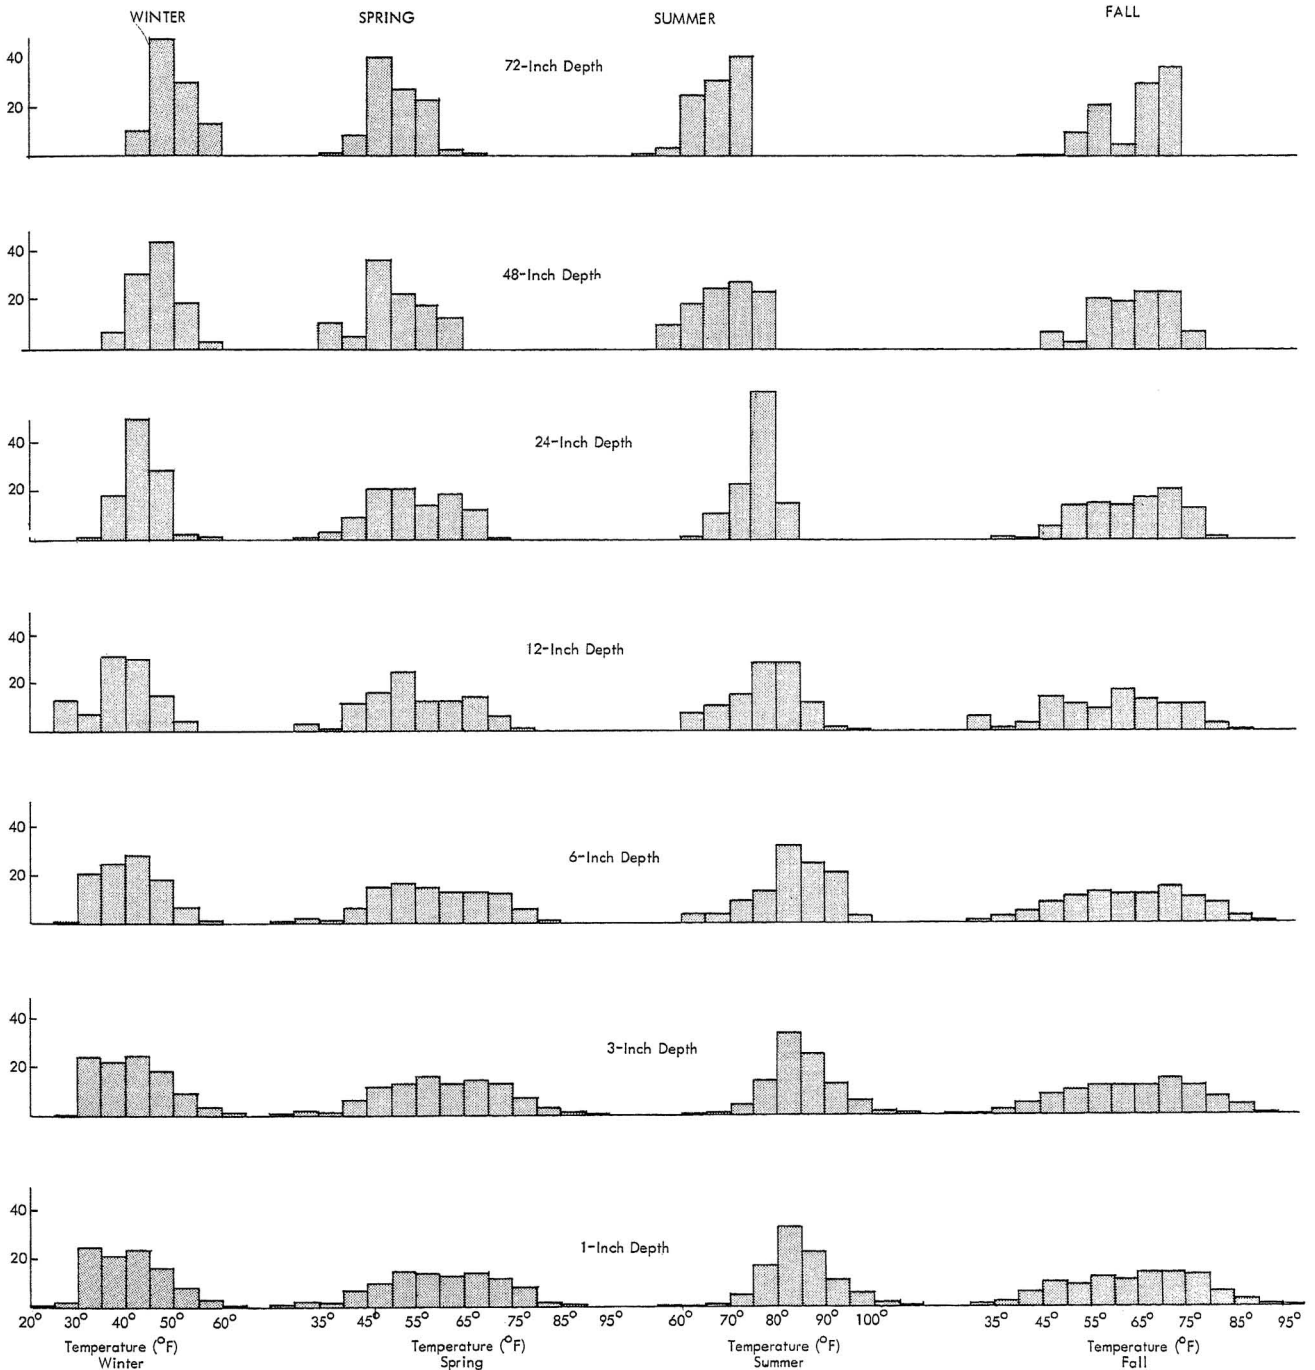 WINTER SPRING SUMMER FALL
40
20
72-Inch Depth
40
20
48-Inch Depth
40
20
24-Inch Depth
40
20
12-Inch Depth
40
20
6-Inch Depth
40
20
3-Inch Depth
40
20
1-Inch Depth
20° 30° 40° 50° 60° 35° 45° 55° 65° 75° 85° 95° 60° 70° 80° 90° 100° 35° 45° 55° 65° 75° 85° 95°
Temperature (°F) Temperature (°F) Temperature (°F) Temperature (°F)
Winter Spring Summer Fall